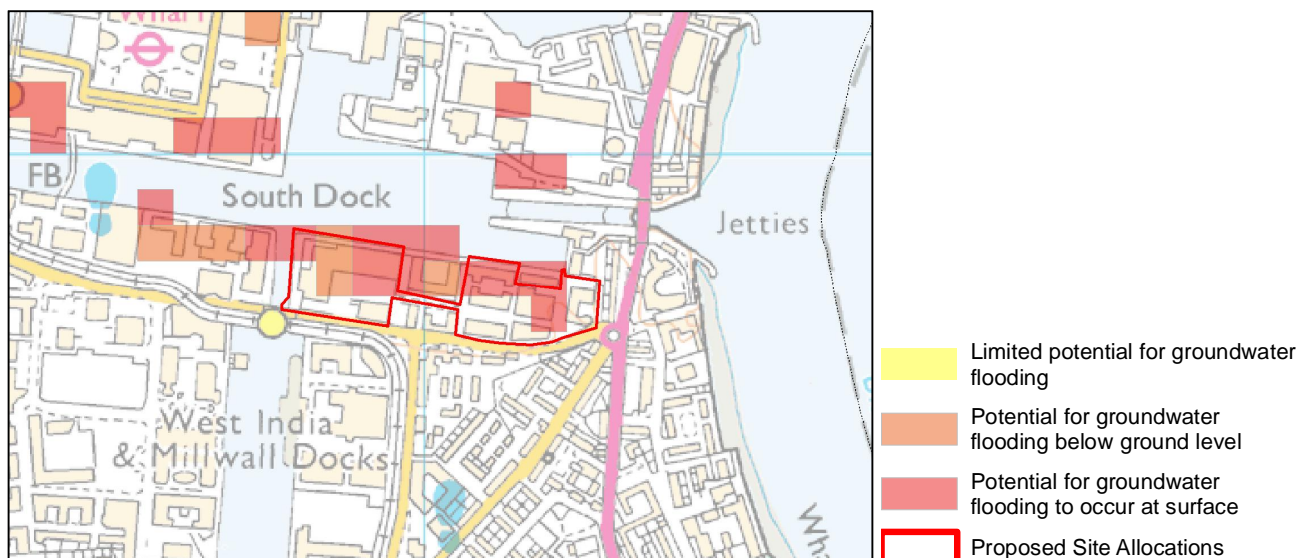 Wharf
FB
South Dock
Jetties
West India
& Millwall Docks
Limited potential for groundwater
flooding
Potential for groundwater
flooding below ground level
Potential for groundwater
flooding to occur at surface
Proposed Site Allocations